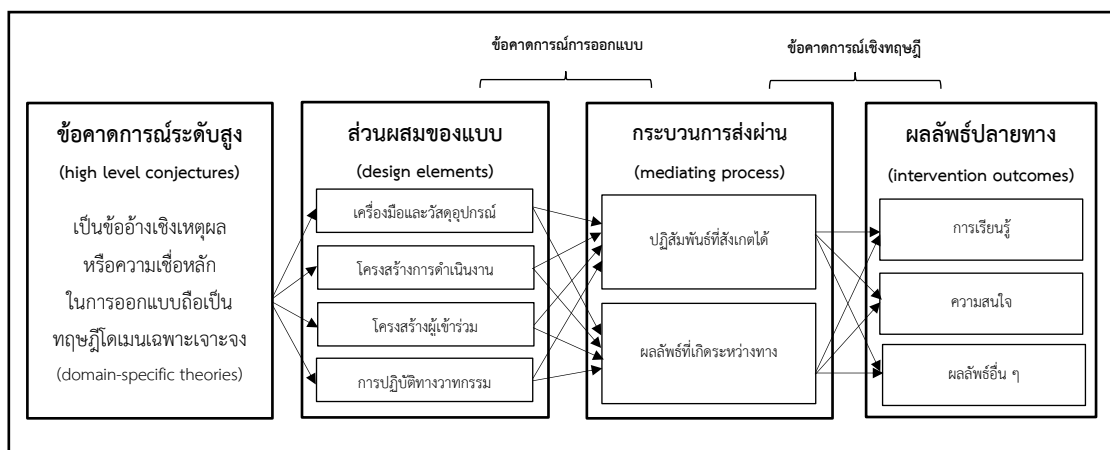 ข้อคาดการณ์การออกแบบ
ข้อคาดการณ์เชิงทฤษฎี
ข้อคาดการณ์ระดับสูง
(high level conjectures)
เป็นข้ออ้างเชิงเหตุผล
หรือความเชื่อหลัก
ในการออกแบบถือเป็น
ทฤษฎีโดเมนเฉพาะเจาะจง
(domain-specific theories)
ส่วนผสมของแบบ
(design elements)
เครื่องมือและวัสดุอุปกรณ์
โครงสร้างการดำเนินงาน
โครงสร้างผู้เข้าร่วม
การปฏิบัติทางวาทกรรม
กระบวนการส่งผ่าน
(mediating process)
ปฏิสัมพันธ์ที่สังเกตได้
ผลลัพธ์ที่เกิดระหว่างทาง
ผลลัพธ์ปลายทาง
(intervention outcomes)
การเรียนรู้
ความสนใจ
ผลลัพธ์อื่น ๆ